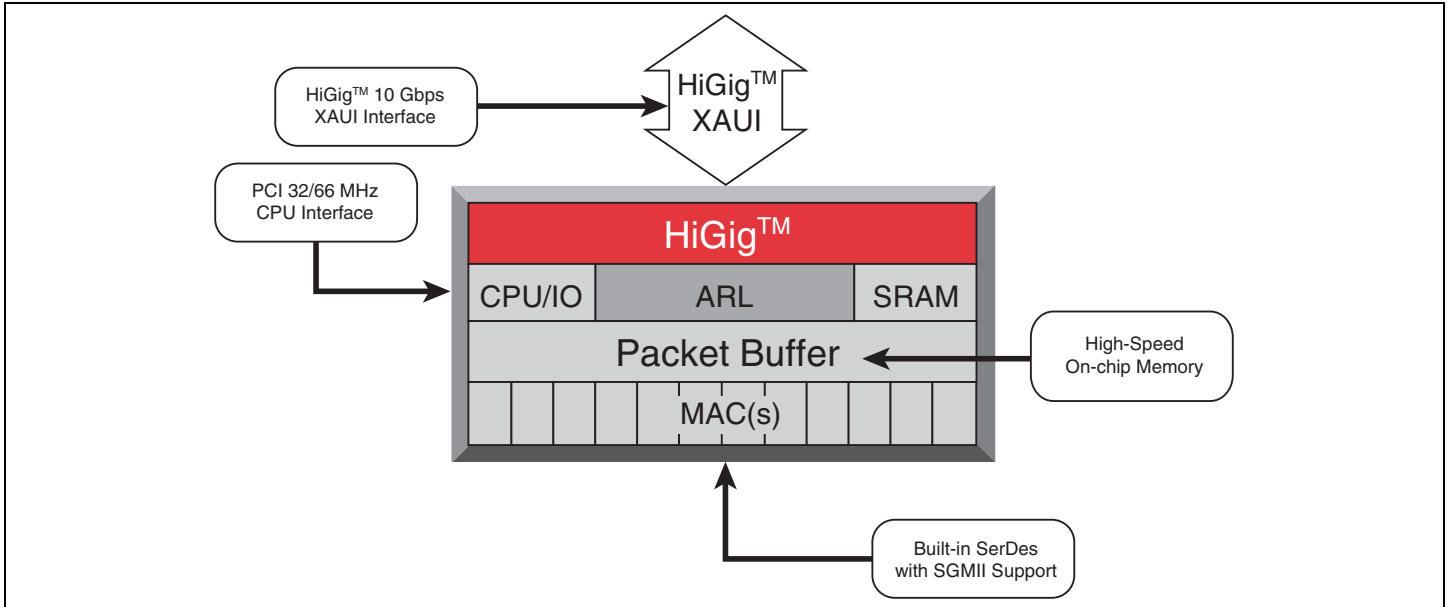 HiGig™
XAUI
HiGig™ 10 Gbps
XAUI Interface
PCI 32/66 MHz
CPU Interface
HiGig™
CPU/IO
ARL
SRAM
Packet Buffer
High-Speed
On-chip Memory
MAC(s)
Built-in SerDes
with SGMII Support